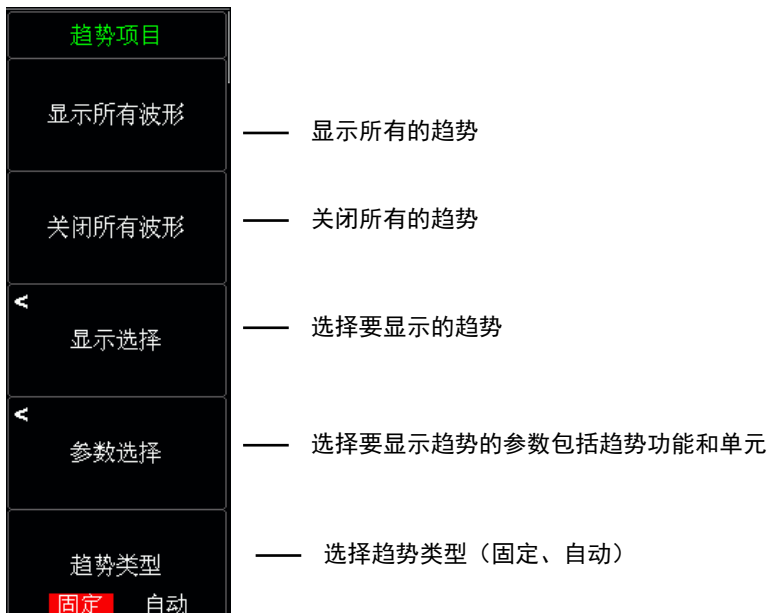 趋势项目
显示所有波形
显示所有的趋势
关闭所有波形
关闭所有的趋势
<
显示选择
选择要显示的趋势
<
参数选择
选择要显示趋势的参数包括趋势功能和单元
趋势类型
选择趋势类型（固定、自动）
固定 自动